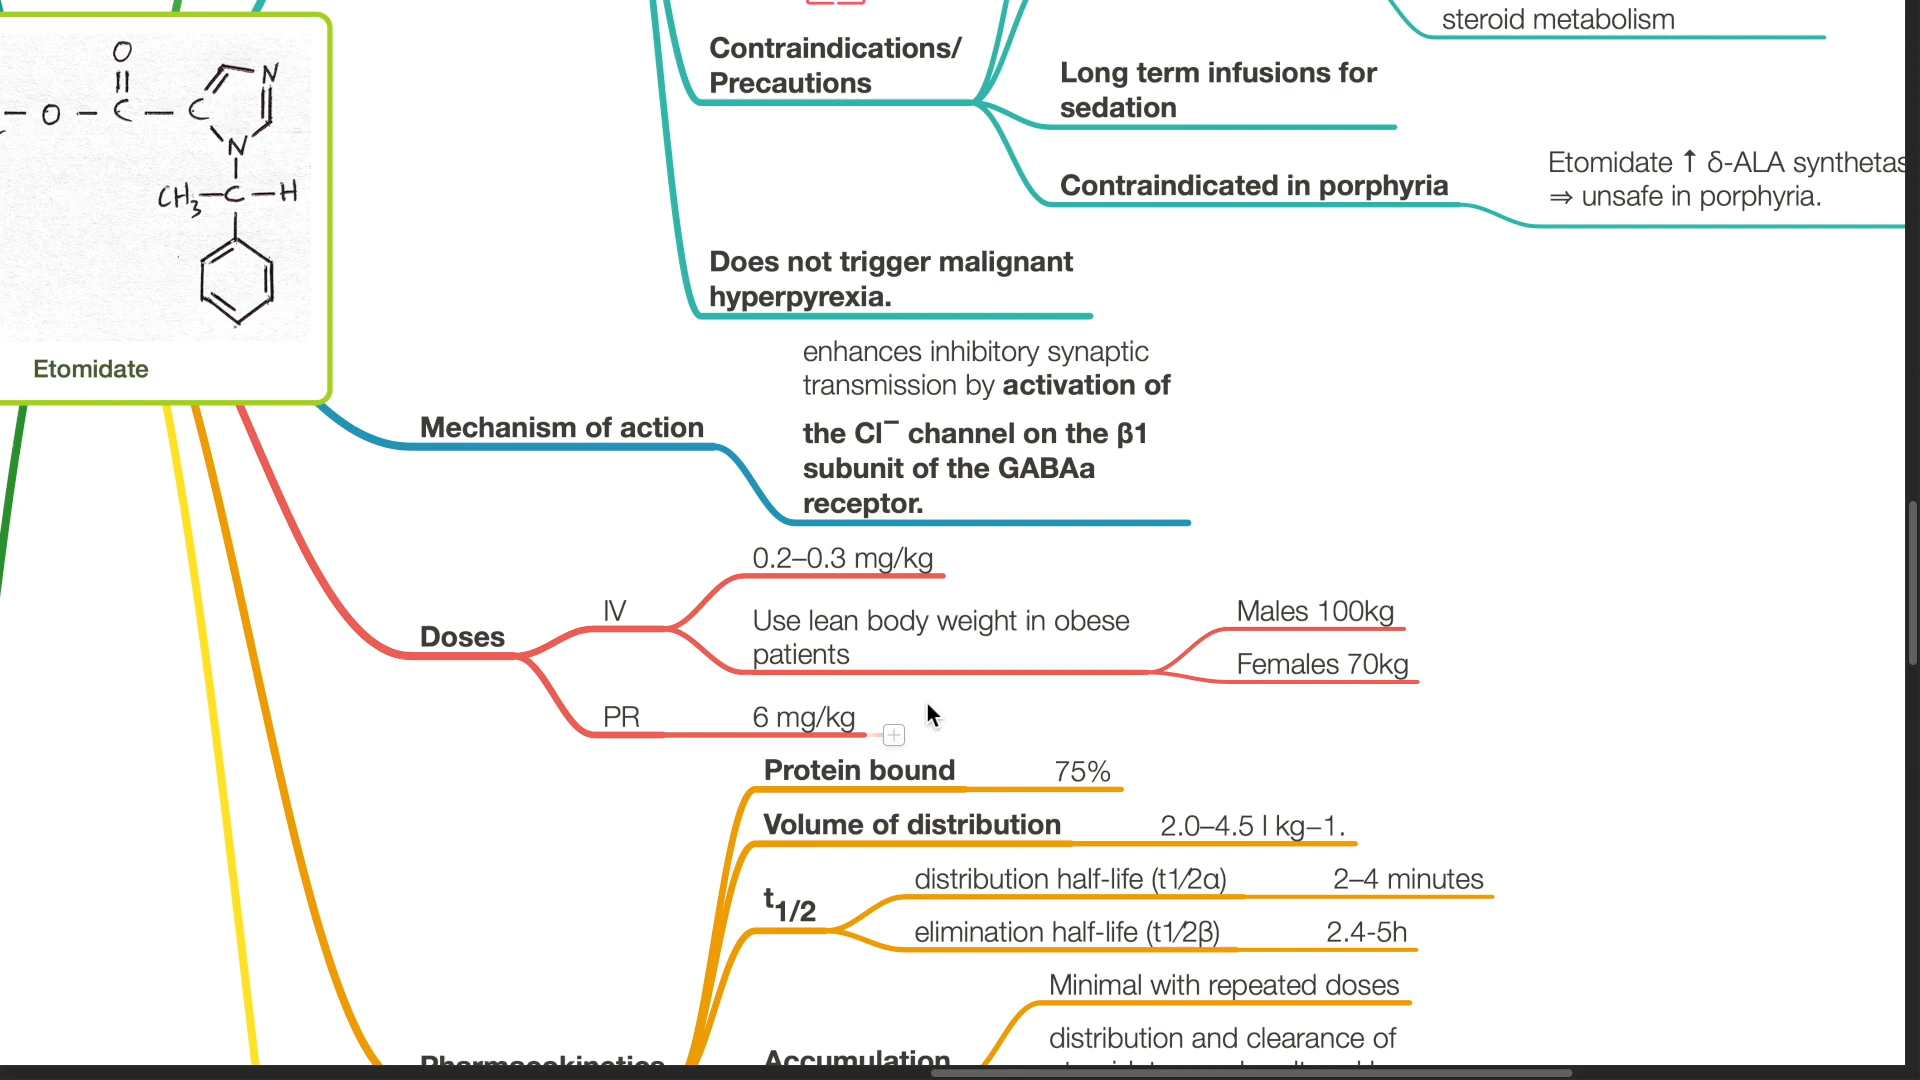 steroid metabolism
Contraindications/
Precautions
Long term infusions for
sedation
Contraindicated in porphyria
Etomidate ↑ δ-ALA synthetas
⇒ unsafe in porphyria.
Does not trigger malignant
hyperpyrexia.
O
O – C – C
N
N
CH3 – C – H
Etomidate
Mechanism of action
enhances inhibitory synaptic
transmission by activation of
the Cl⁻ channel on the β1
subunit of the GABAa
receptor.
Doses
IV
0.2–0.3 mg/kg
Use lean body weight in obese
patients
Males 100kg
Females 70kg
PR
6 mg/kg
Pharmacokinetics
Protein bound
75%
Volume of distribution
2.0–4.5 l kg–1.
t1/2
distribution half-life (t1⁄2α)
2–4 minutes
elimination half-life (t1⁄2β)
2.4-5h
Accumulation
Minimal with repeated doses
distribution and clearance of